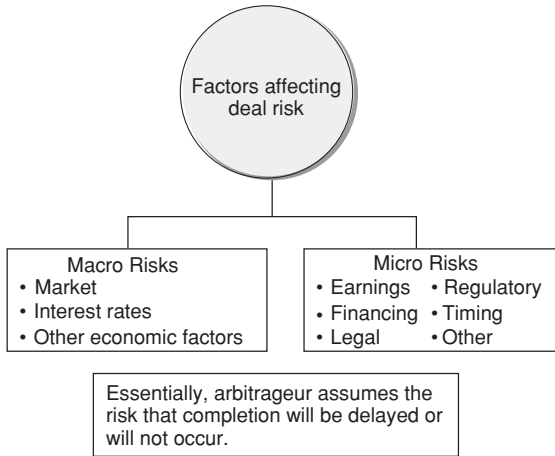 Factors affecting
deal risk
Macro Risks
• Market
• Interest rates
• Other economic factors
Micro Risks
• Earnings • Regulatory
• Financing • Timing
• Legal • Other
Essentially, arbitrageur assumes the
risk that completion will be delayed or
will not occur.